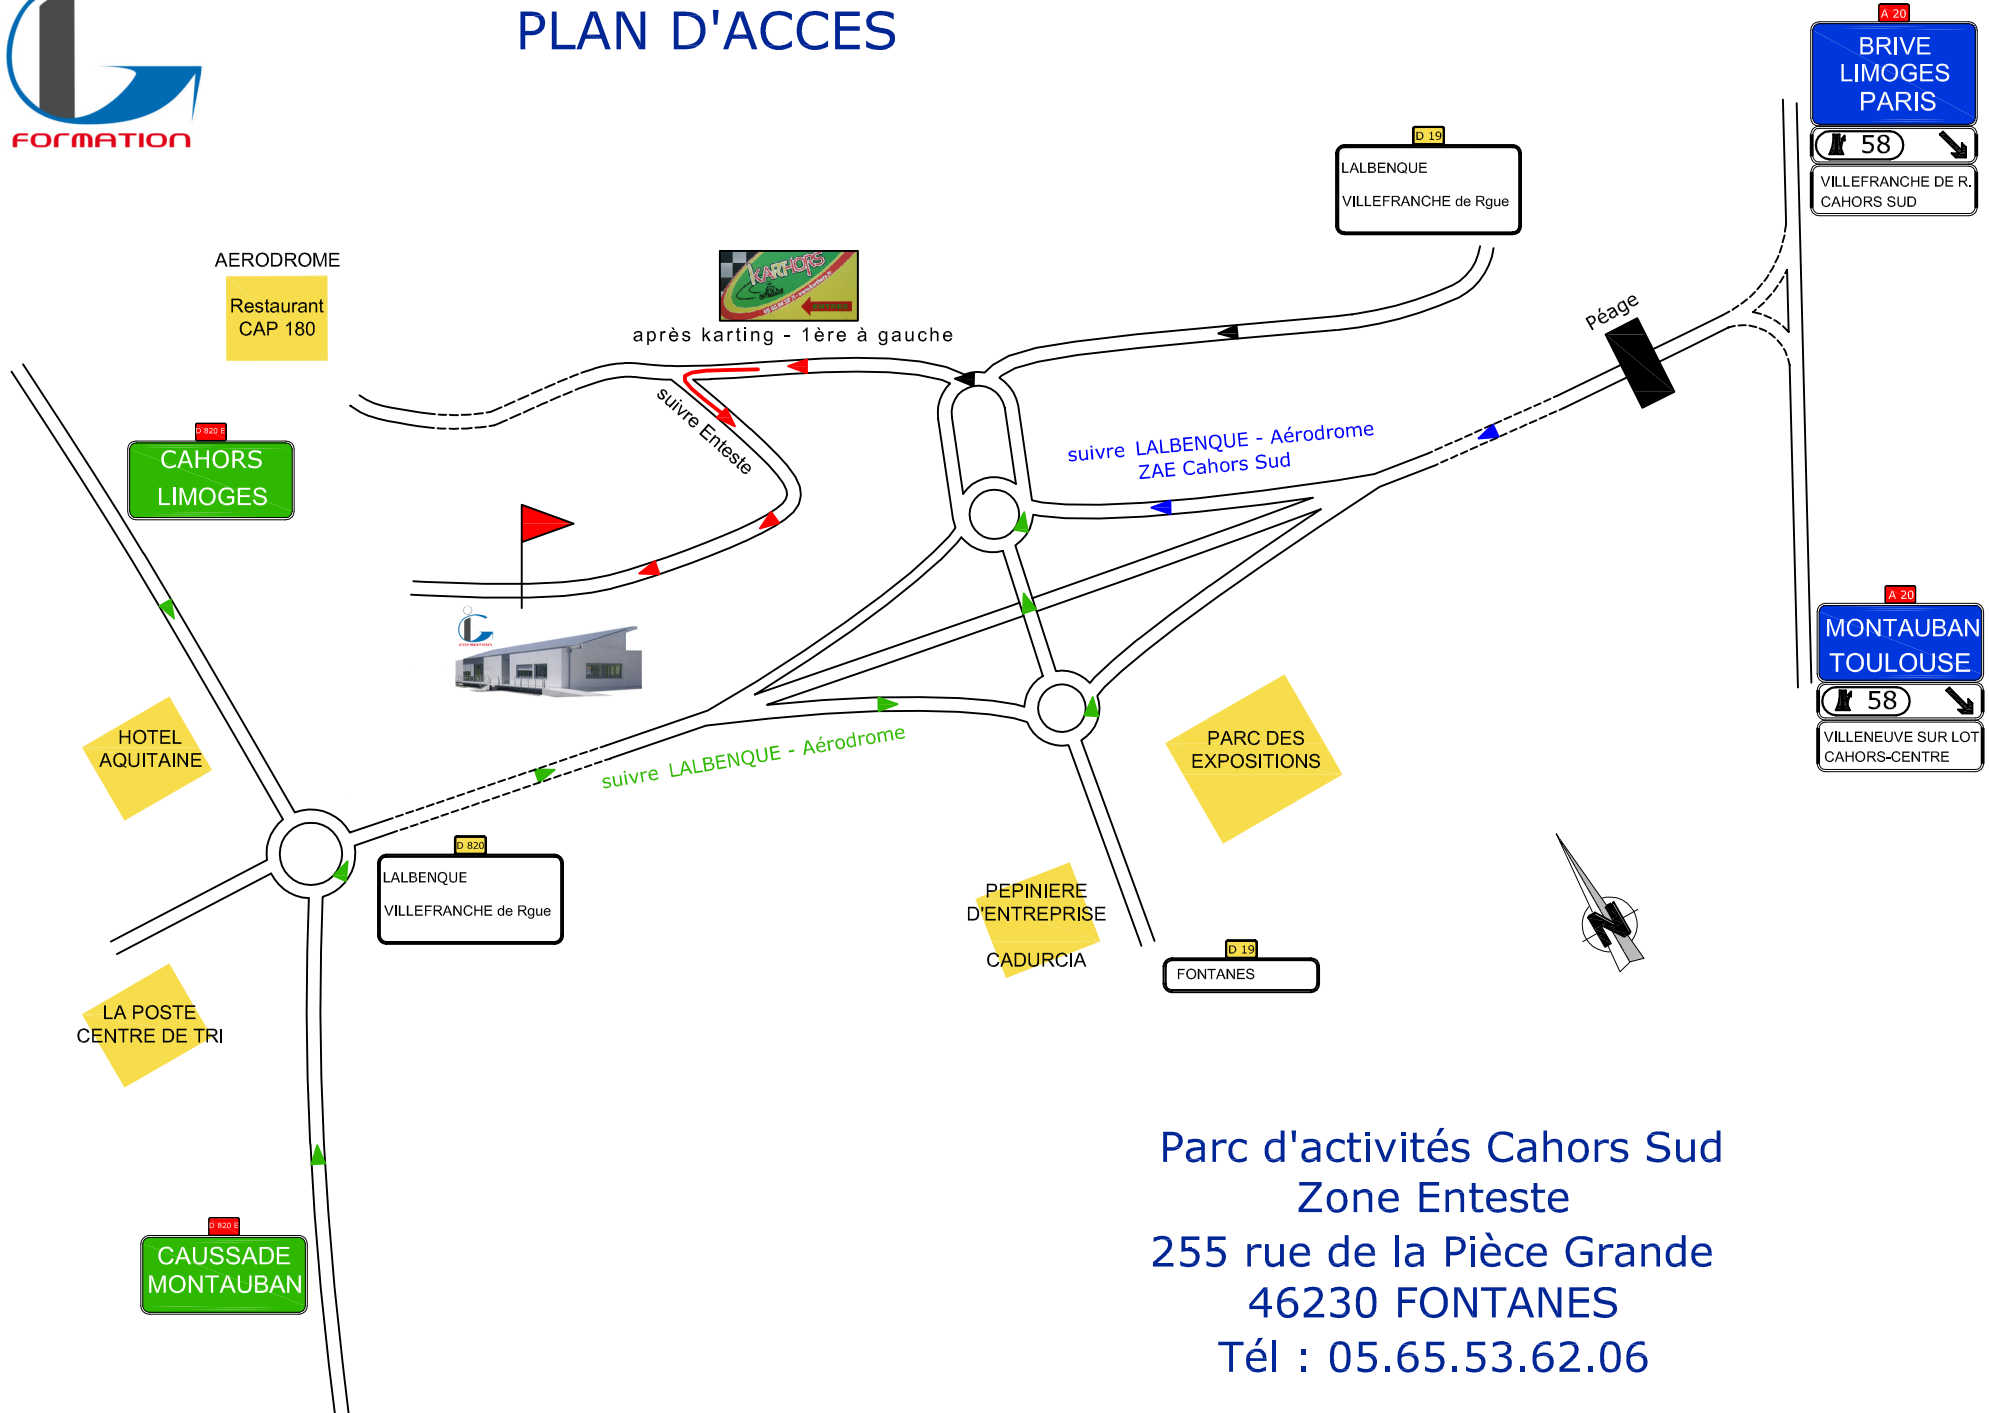 PLAN D'ACCES
FORMATION
A 20
BRIVE
LIMOGES
PARIS
58
VILLEFRANCHE DE R.
CAHORS SUD
D 19
LALBENQUE
VILLEFRANCHE de Rgue
AERODROME
Restaurant
CAP 180
KARTHORS
après karting - 1ère à gauche
Péage
suivre Enteste
suivre LALBENQUE - Aérodrome
ZAE Cahors Sud
D 820 E
CAHORS
LIMOGES
A 20
MONTAUBAN
TOULOUSE
58
VILLENEUVE SUR LOT
CAHORS-CENTRE
FORMATION
HOTEL
AQUITAINE
suivre LALBENQUE - Aérodrome
PARC DES
EXPOSITIONS
D 820
LALBENQUE
VILLEFRANCHE de Rgue
PEPINIERE
D'ENTREPRISE
CADURCIA
D 19
FONTANES
N
LA POSTE
CENTRE DE TRI
D 820 E
CAUSSADE
MONTAUBAN
Parc d'activités Cahors Sud
Zone Enteste
255 rue de la Pièce Grande
46230 FONTANES
Tél : 05.65.53.62.06